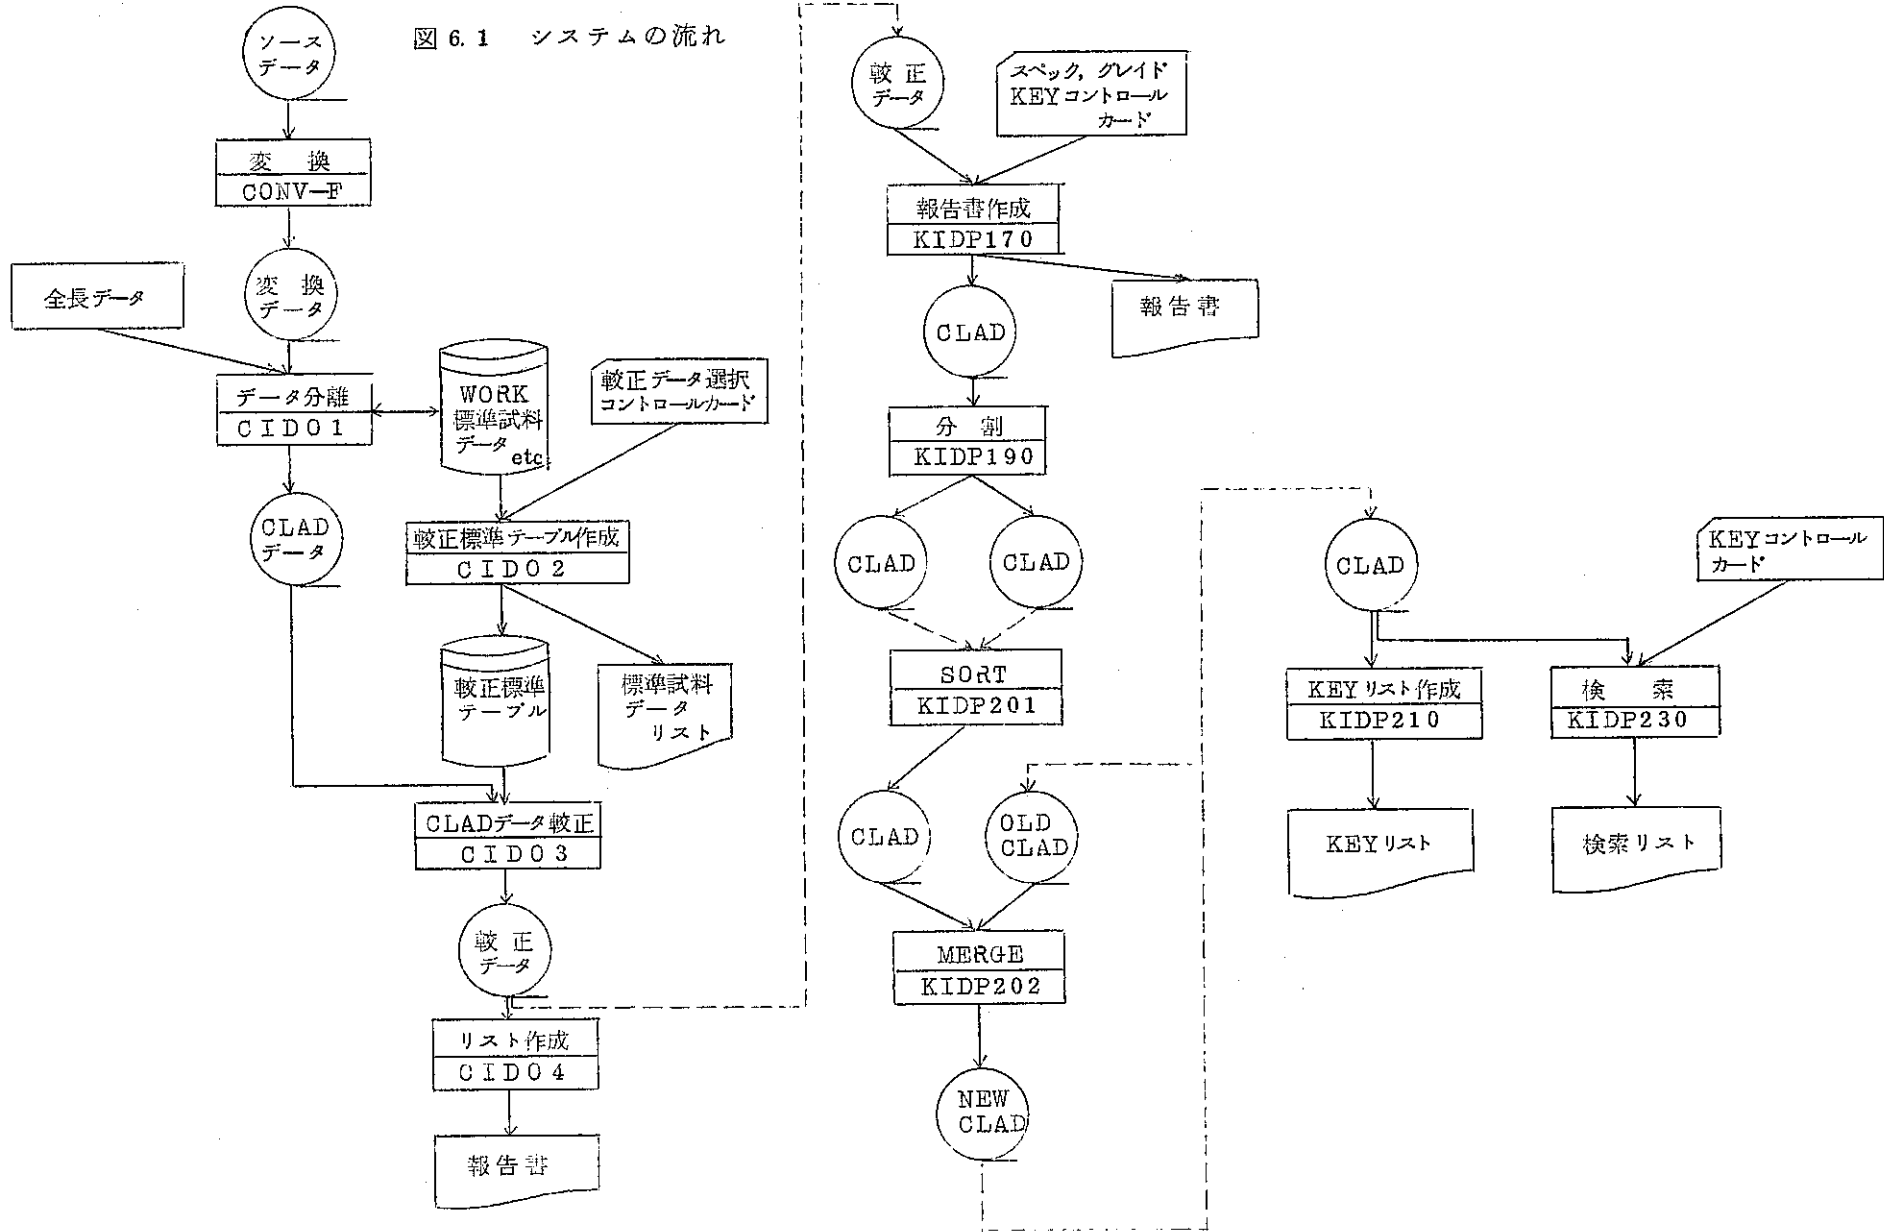 図 6.1 システムの流れ
ソース
データ
変 換
CONV-F
変 換
データ
全長データ
データ分離
CID01
WORK
標準試料
データ
etc
較正データ選択
コントロールカード
CLAD
データ
較正標準テーブル作成
CID02
較正標準
テーブル
標準試料
データ
リスト
CLADデータ較正
CID03
較 正
データ
リスト作成
CID04
報告書
較 正
データ
スペック, グレイド
KEYコントロール
カード
報告書作成
KIDP170
報告書
CLAD
分 割
KIDP190
CLAD
CLAD
SORT
KIDP201
CLAD
OLD
CLAD
MERGE
KIDP202
NEW
CLAD
CLAD
KEYコントロール
カード
KEYリスト作成
KIDP210
検 索
KIDP230
KEYリスト
検索リスト